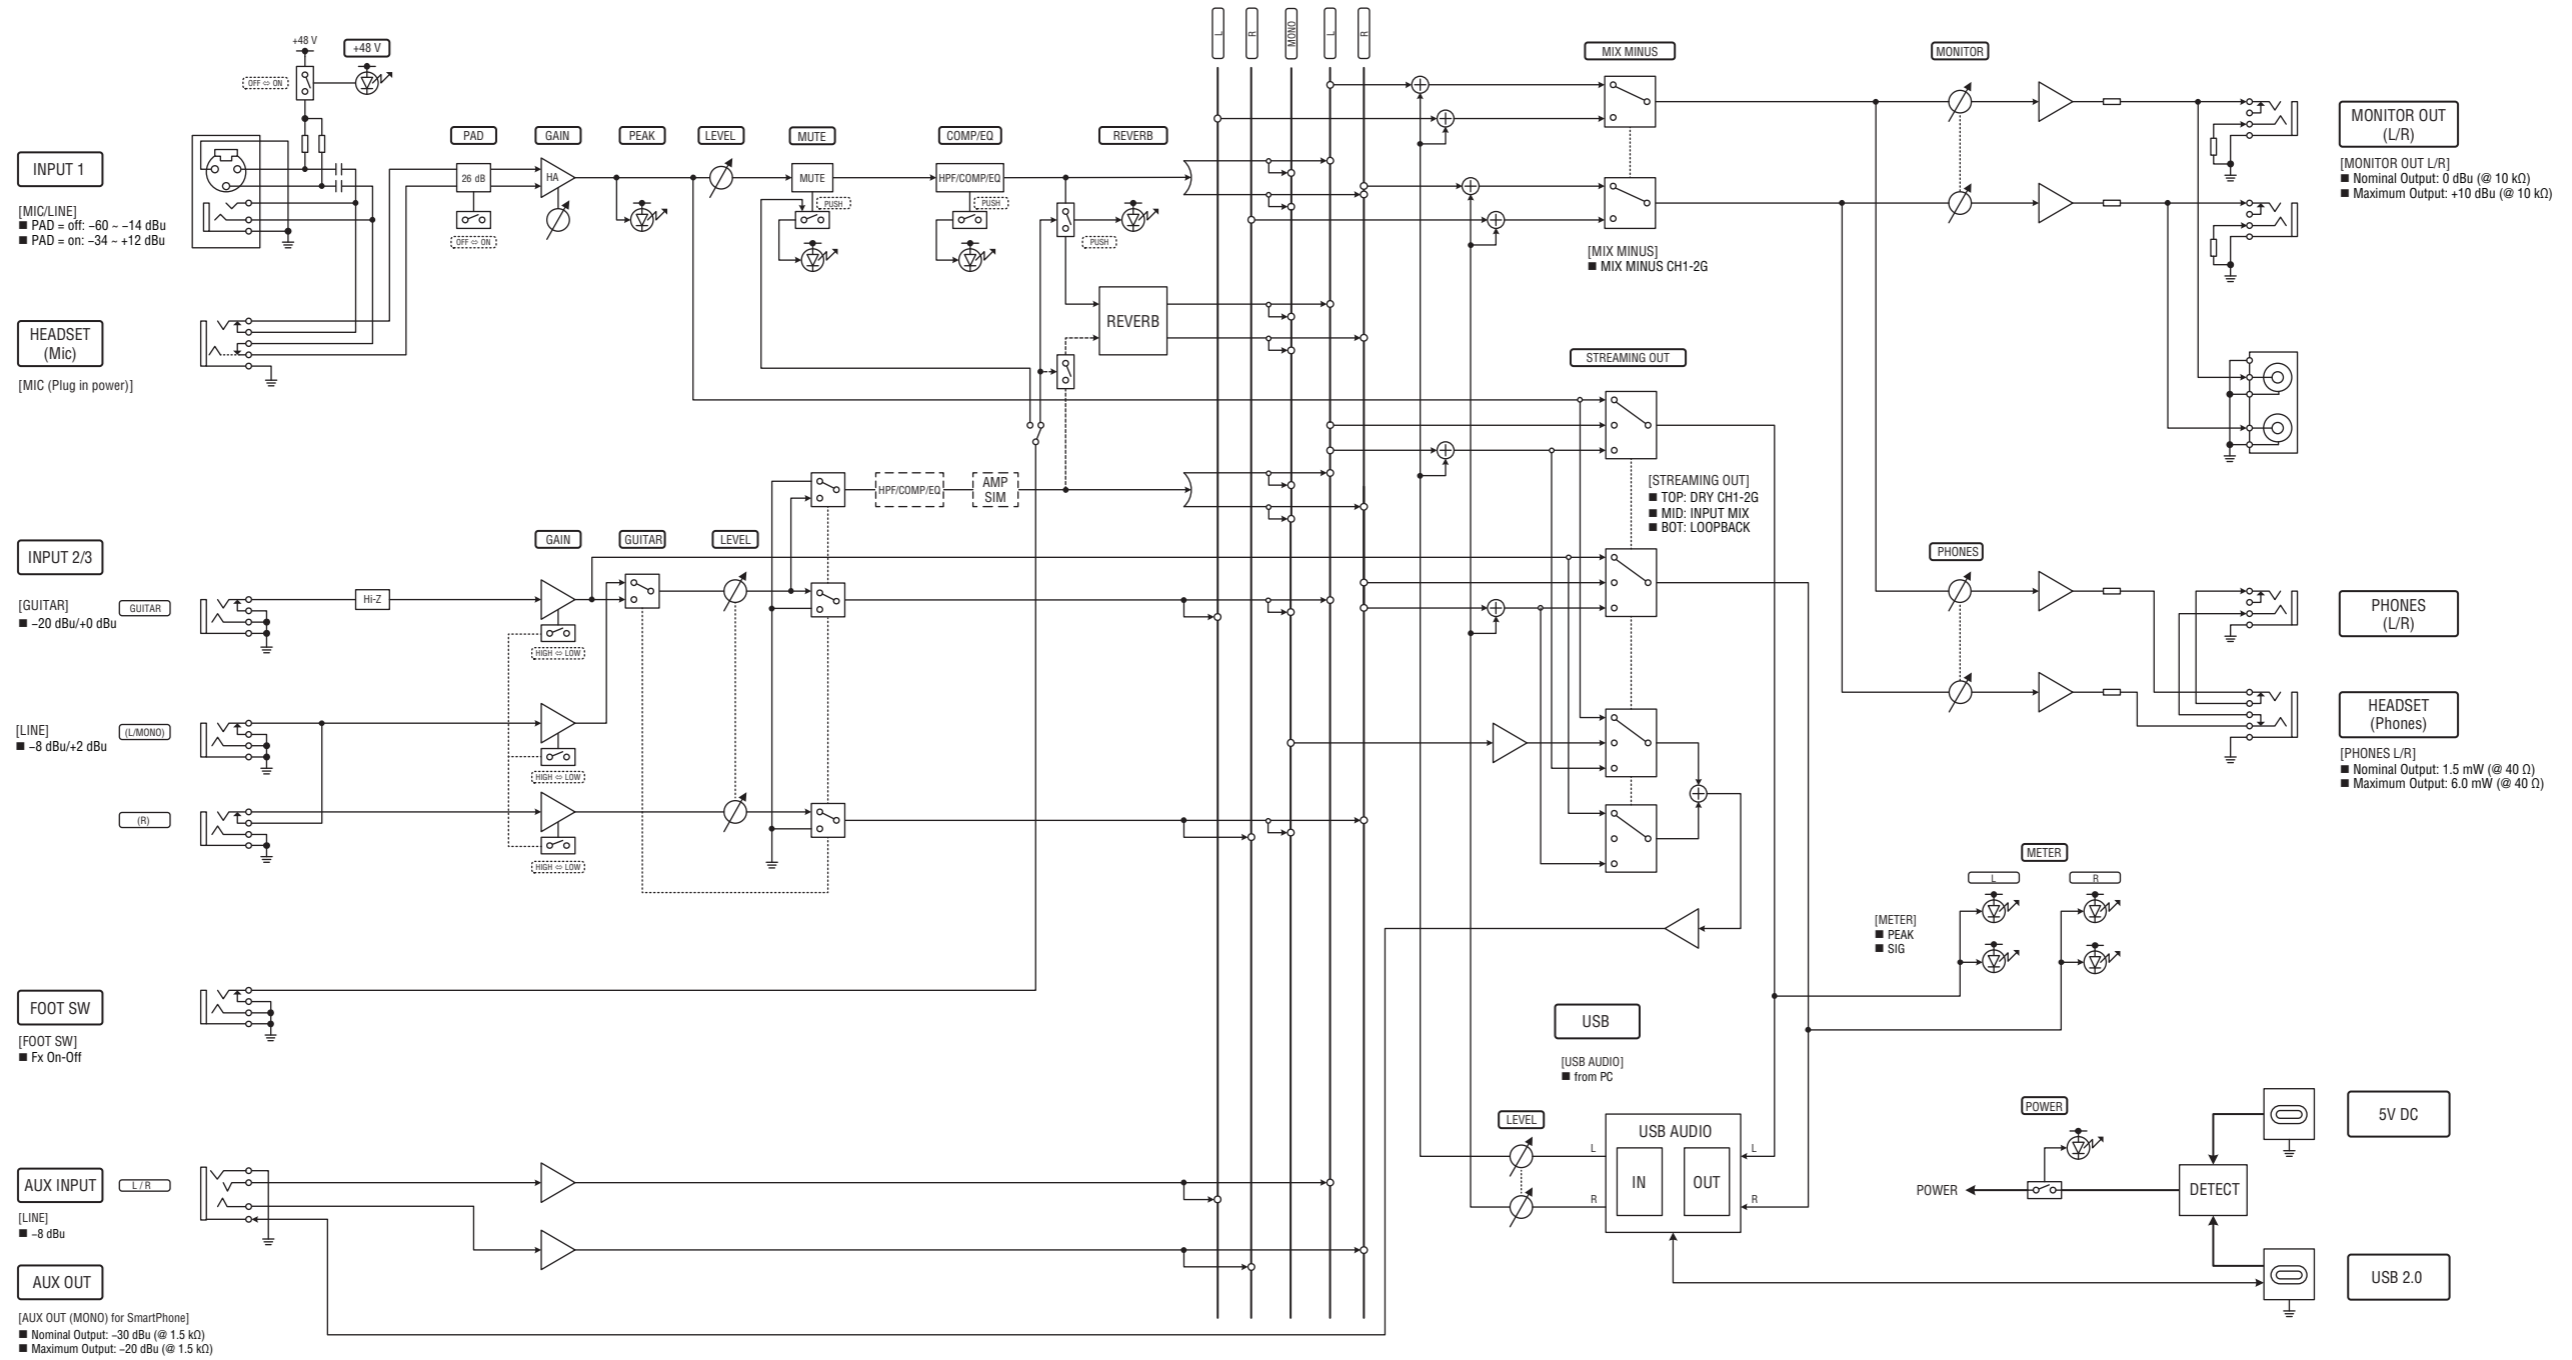 L
R
MONO
L
R
+48 V
+48 V
OFF ⇔ ON
MIX MINUS
MONITOR
INPUT 1
[MIC/LINE]
■ PAD = off: −60 ~ −14 dBu
■ PAD = on: −34 ~ +12 dBu
PAD
GAIN
PEAK
LEVEL
MUTE
COMP/EQ
REVERB
26 dB
HA
MUTE
HPF/COMP/EQ
OFF ⇔ ON
PUSH
PUSH
PUSH
MONITOR OUT
(L/R)
[MONITOR OUT L/R]
■ Nominal Output: 0 dBu (@ 10 kΩ)
■ Maximum Output: +10 dBu (@ 10 kΩ)
[MIX MINUS]
■ MIX MINUS CH1-2G
HEADSET
(Mic)
[MIC (Plug in power)]
REVERB
STREAMING OUT
[STREAMING OUT]
■ TOP: DRY CH1-2G
■ MID: INPUT MIX
■ BOT: LOOPBACK
HPF/COMP/EQ
AMP
SIM
INPUT 2/3
GAIN
GUITAR
LEVEL
[GUITAR]
■ −20 dBu/+0 dBu
GUITAR
Hi-Z
HIGH ⇔ LOW
PHONES
PHONES
(L/R)
[LINE]
■ −8 dBu/+2 dBu
(L/MONO)
HIGH ⇔ LOW
(R)
HIGH ⇔ LOW
HEADSET
(Phones)
[PHONES L/R]
■ Nominal Output: 1.5 mW (@ 40 Ω)
■ Maximum Output: 6.0 mW (@ 40 Ω)
METER
L
R
[METER]
■ PEAK
■ SIG
FOOT SW
[FOOT SW]
■ Fx On-Off
USB
[USB AUDIO]
■ from PC
LEVEL
USB AUDIO
IN
OUT
L
R
L
R
POWER
POWER
DETECT
5V DC
USB 2.0
AUX INPUT
L / R
[LINE]
■ −8 dBu
AUX OUT
[AUX OUT (MONO) for SmartPhone]
■ Nominal Output: −30 dBu (@ 1.5 kΩ)
■ Maximum Output: −20 dBu (@ 1.5 kΩ)